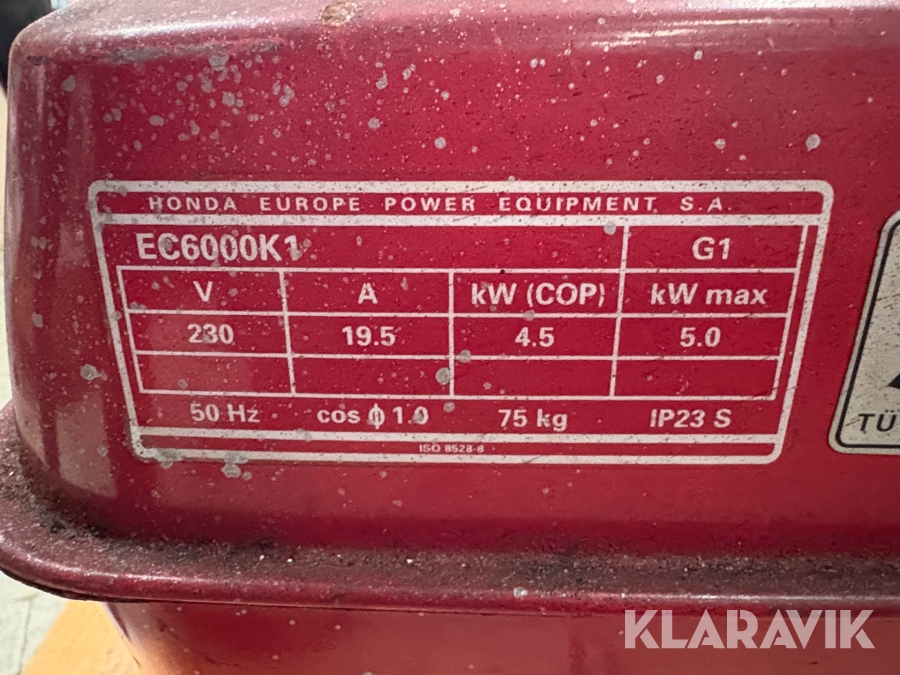 HONDA EUROPE POWER EQUIPMENT, S.A.
EC6000K1 G1
V A kW (COP) kW max
230 19.5 4.5 5.0
50 Hz cos ϕ 1.0 75 kg IP23 S
ISO 8528-8
TÜ
KLARAVIK